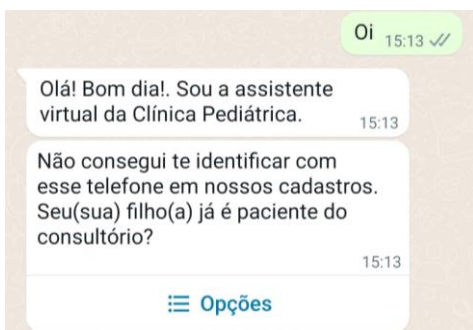 Oi 15:13
Olá! Bom dia!. Sou a assistente
virtual da Clínica Pediátrica.
15:13
Não consegui te identificar com
esse telefone em nossos cadastros.
Seu(sua) filho(a) já é paciente do
consultório?
15:13
Opções